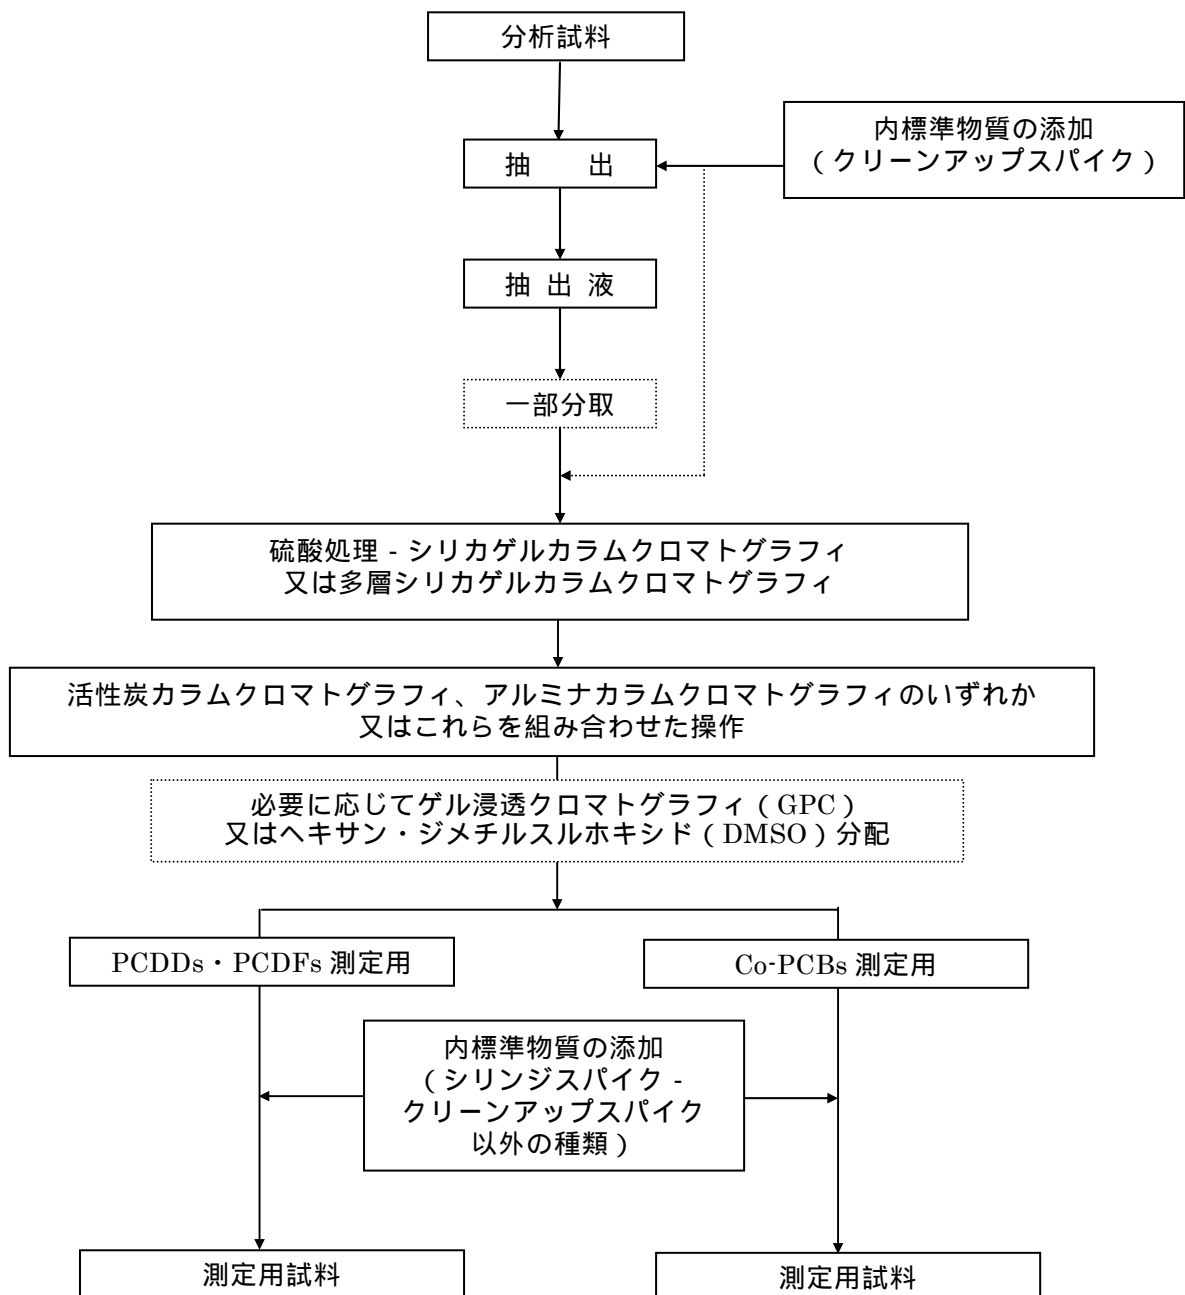 分析試料
内標準物質の添加
（クリーンアップスパイク）
抽　　出
抽 出 液
一部分取
硫酸処理 - シリカゲルカラムクロマトグラフィ
又は多層シリカゲルカラムクロマトグラフィ
活性炭カラムクロマトグラフィ、アルミナカラムクロマトグラフィのいずれか
又はこれらを組み合わせた操作
必要に応じてゲル浸透クロマトグラフィ（GPC）
又はヘキサン・ジメチルスルホキシド（DMSO）分配
PCDDs・PCDFs 測定用
Co-PCBs 測定用
内標準物質の添加
（シリンジスパイク -
クリーンアップスパイク
以外の種類）
測定用試料
測定用試料